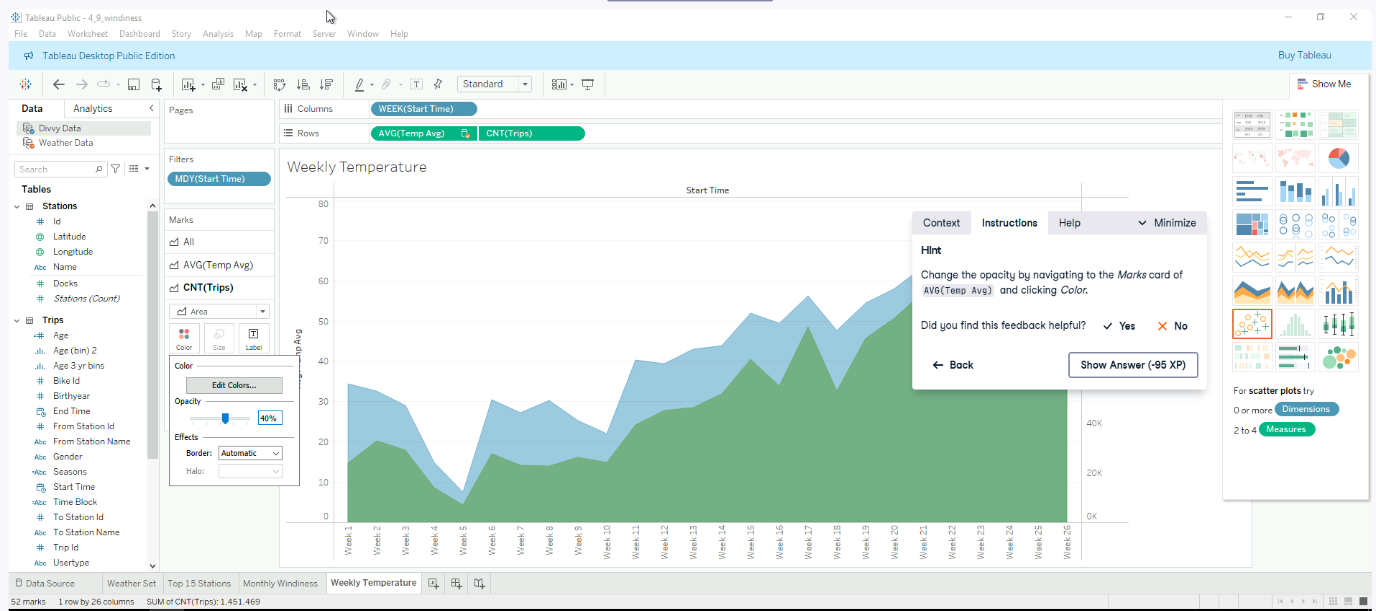 Tableau Public - 4_9_windiness
File Data Worksheet Dashboard Story Analysis Map Format Server Window Help
Tableau Desktop Public Edition
Buy Tableau
Standard
Show Me
Data
Analytics
Divvy Data
Weather Data
Search
Tables
Stations
Id
Latitude
Longitude
Abc Name
Docks
Stations (Count)
Trips
Age
Age (bin) 2
Age 3 yr bins
Bike Id
Birthyear
End Time
From Station Id
Abc From Station Name
Abc Gender
Abc Seasons
Start Time
Abc Time Block
To Station Id
Abc To Station Name
Trip Id
Abc Usertype
Pages
Filters
MDY(Start Time)
Marks
All
AVG(Temp Avg)
CNT(Trips)
Area
Color
Size
Label
Color
Edit Colors...
Opacity
40%
Effects
Border: Automatic
Halo:
Columns
WEEK(Start Time)
Rows
AVG(Temp Avg)
CNT(Trips)
Weekly Temperature
Start Time
80
70
60
50
40
30
20
10
0
40K
20K
0K
Week 1
Week 2
Week 3
Week 4
Week 5
Week 6
Week 7
Week 8
Week 9
Week 10
Week 11
Week 12
Week 13
Week 14
Week 15
Week 16
Week 17
Week 18
Week 19
Week 20
Week 21
Week 22
Week 23
Week 24
Week 25
Week 26
Context
Instructions
Help
Minimize
Hint
Change the opacity by navigating to the Marks card of
AVG(Temp Avg) and clicking Color.
Did you find this feedback helpful?
Yes
No
Back
Show Answer (-95 XP)
For scatter plots try
0 or more Dimensions
2 to 4 Measures
Data Source
Weather Set
Top 15 Stations
Monthly Windiness
Weekly Temperature
52 marks
1 row by 26 columns
SUM of CNT(Trips): 1.451.469